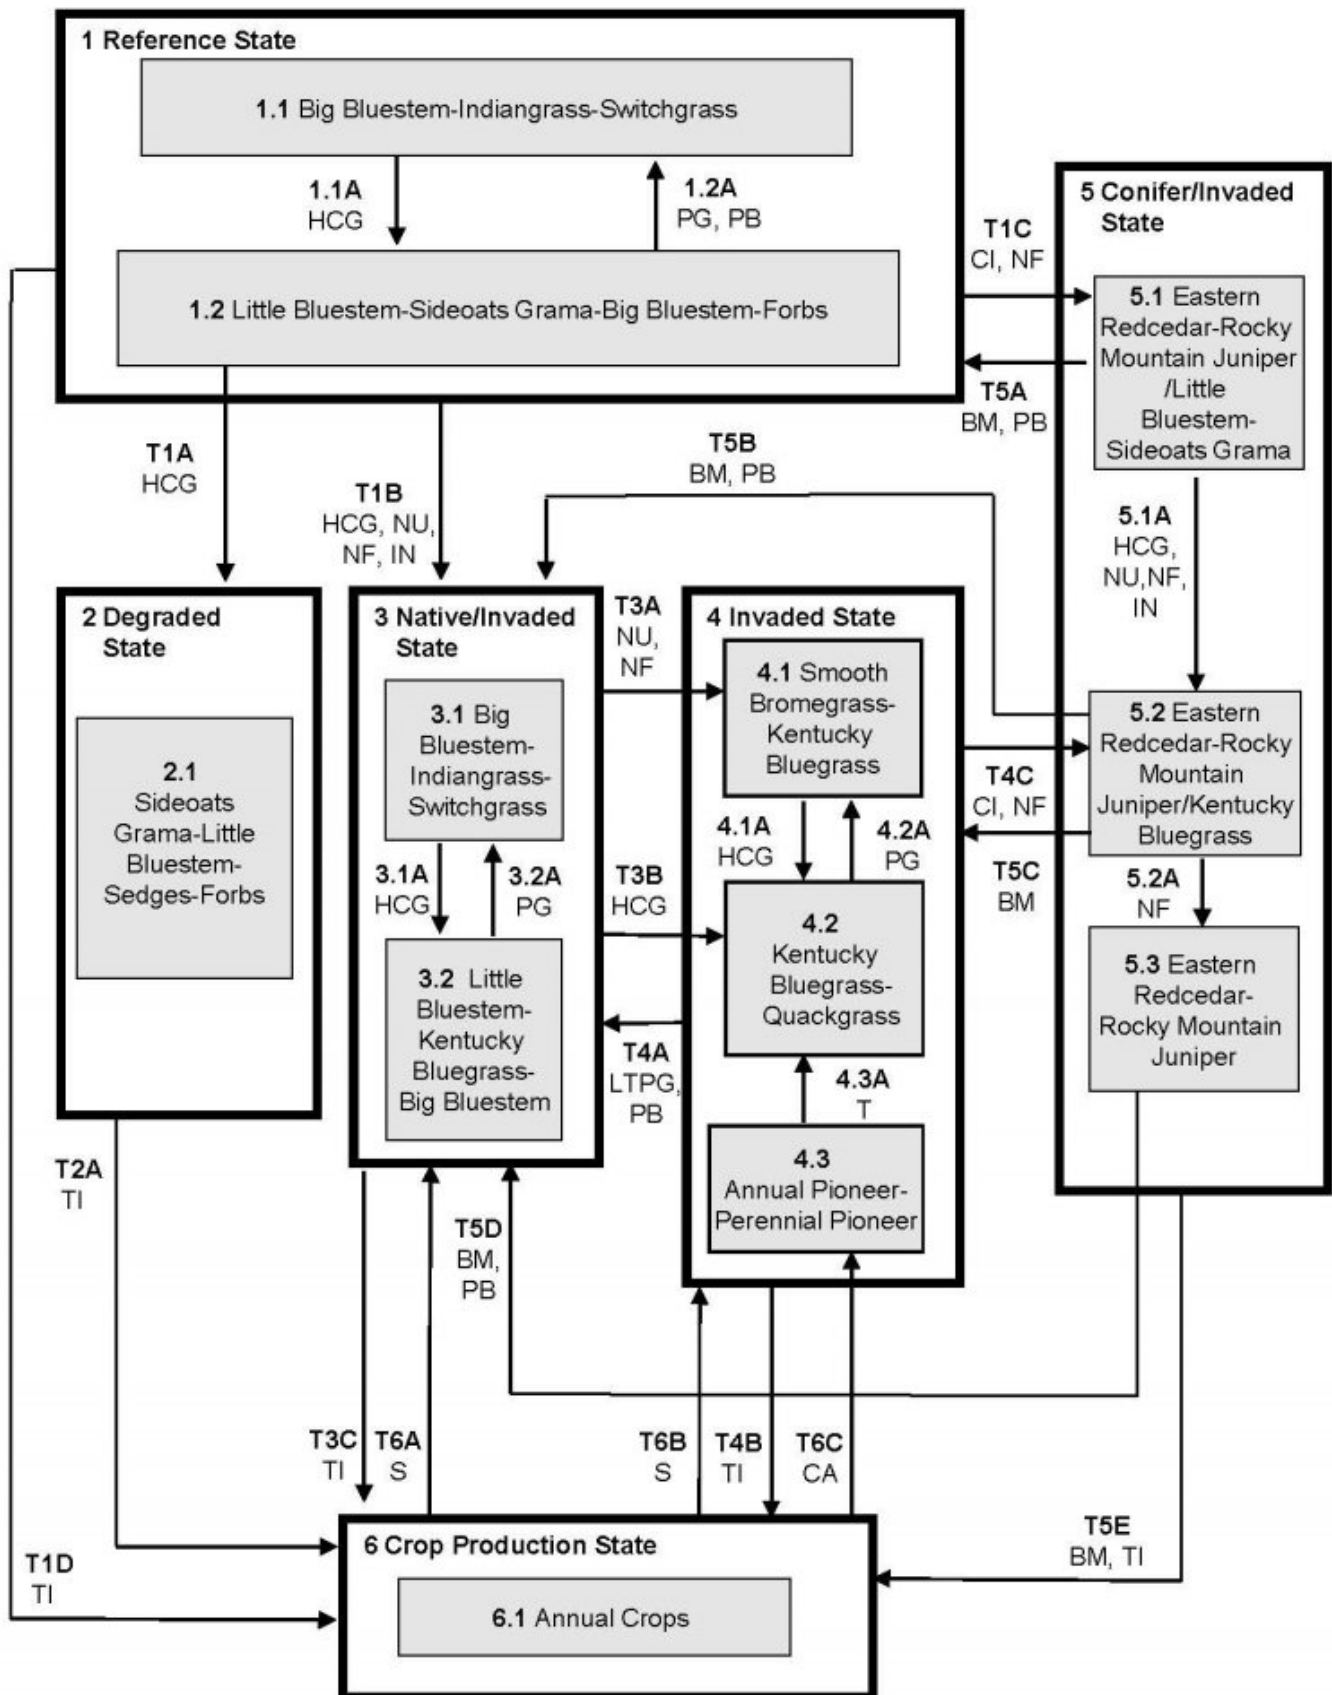 1 Reference State
1.1 Big Bluestem-Indiangrass-Switchgrass
1.1A
HCG
1.2A
PG, PB
1.2 Little Bluestem-Sideoats Grama-Big Bluestem-Forbs
T1C
CI, NF
T5A
BM, PB
5 Conifer/Invaded
State
5.1 Eastern
Redcedar-Rocky
Mountain Juniper
/Little
Bluestem-
Sideoats Grama
T1A
HCG
T1B
HCG, NU,
NF, IN
T5B
BM, PB
5.1A
HCG,
NU,NF,
IN
2 Degraded
State
2.1
Sideoats
Grama-Little
Bluestem-
Sedges-Forbs
3 Native/Invaded
State
3.1 Big
Bluestem-
Indiangrass-
Switchgrass
3.1A
HCG
3.2A
PG
3.2 Little
Bluestem-
Kentucky
Bluegrass-
Big Bluestem
T3A
NU,
NF
T3B
HCG
T4A
LTPG,
PB
4 Invaded State
4.1 Smooth
Bromegrass-
Kentucky
Bluegrass
4.1A
HCG
4.2A
PG
4.2
Kentucky
Bluegrass-
Quackgrass
4.3A
T
4.3
Annual Pioneer-
Perennial Pioneer
T4C
CI, NF
T5C
BM
5.2 Eastern
Redcedar-Rocky
Mountain
Juniper/Kentucky
Bluegrass
5.2A
NF
5.3 Eastern
Redcedar-
Rocky Mountain
Juniper
T2A
TI
T5D
BM,
PB
T3C
TI
T6A
S
T6B
S
T4B
TI
T6C
CA
T1D
TI
T5E
BM, TI
6 Crop Production State
6.1 Annual Crops